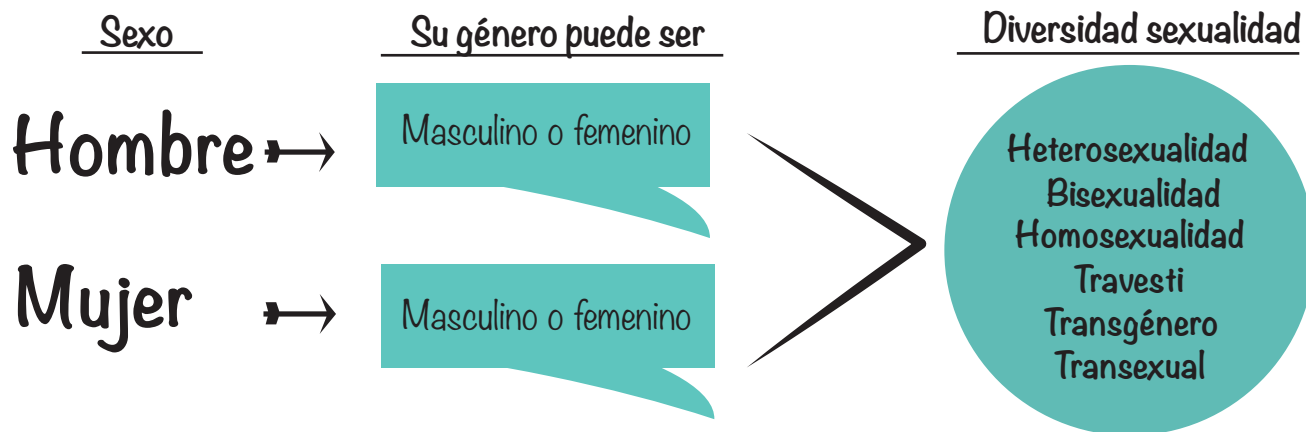 Sexo
Su género puede ser
Diversidad sexualidad
Hombre
Masculino o femenino
Mujer
Masculino o femenino
Heterosexualidad
Bisexualidad
Homosexualidad
Travesti
Transgénero
Transexual